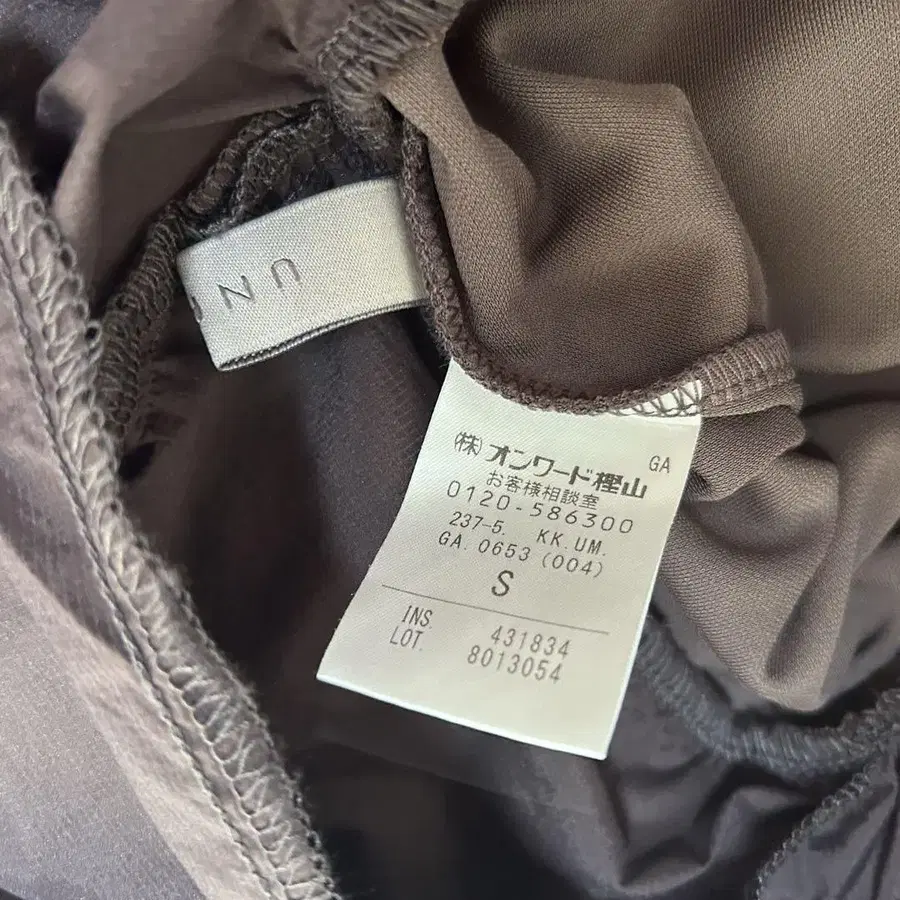 UNC
(株)オンワード樫山
GA
お客様相談室
0120-586300
237-5. KK.UM.
GA.0653 (004)
S
INS. 431834
LOT. 8013054